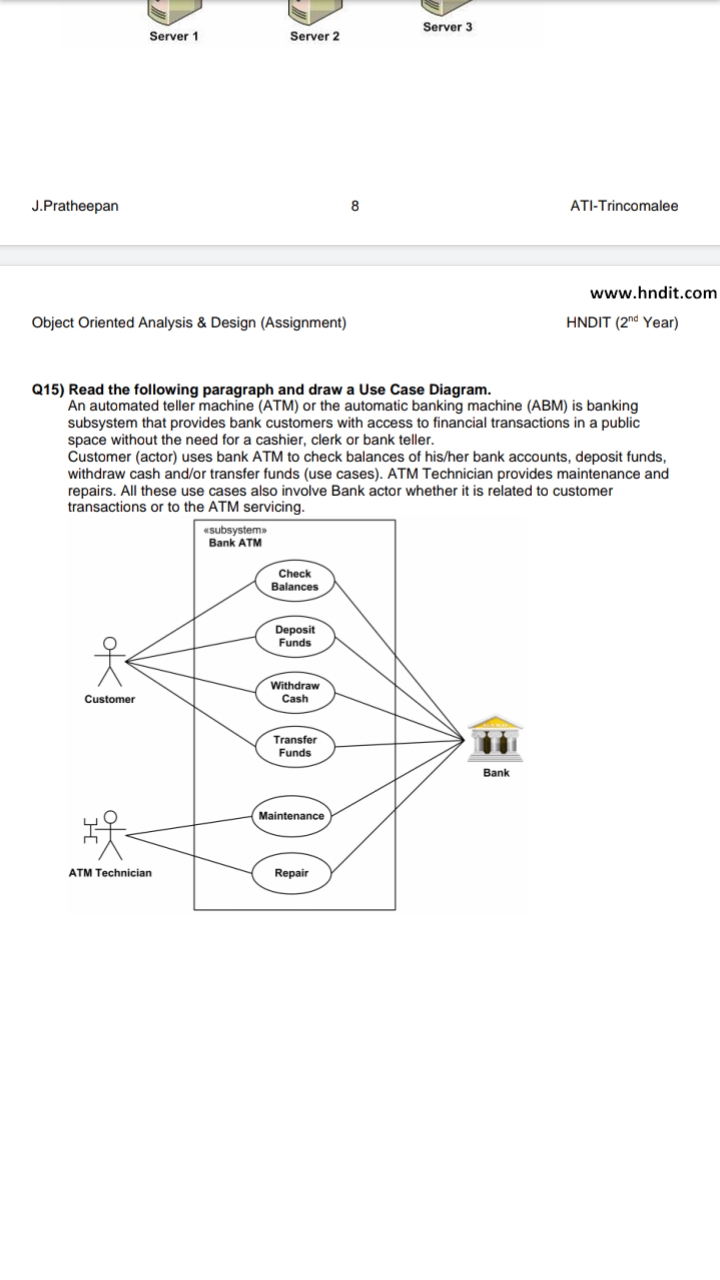 Server 1
Server 2
Server 3
J.Pratheepan
8
ATI-Trincomalee
www.hndit.com
Object Oriented Analysis & Design (Assignment)
HNDIT (2nd Year)
Q15) Read the following paragraph and draw a Use Case Diagram.
An automated teller machine (ATM) or the automatic banking machine (ABM) is banking
subsystem that provides bank customers with access to financial transactions in a public
space without the need for a cashier, clerk or bank teller.
Customer (actor) uses bank ATM to check balances of his/her bank accounts, deposit funds,
withdraw cash and/or transfer funds (use cases). ATM Technician provides maintenance and
repairs. All these use cases also involve Bank actor whether it is related to customer
transactions or to the ATM servicing.
«subsystem»
Bank ATM
Check
Balances
Deposit
Funds
Withdraw
Cash
Customer
Transfer
Funds
Bank
Maintenance
ATM Technician
Repair